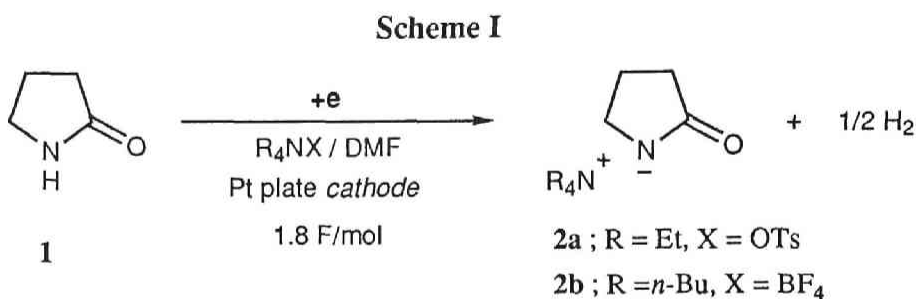 Scheme I
+e
R₄NX / DMF
Pt plate cathode
1.8 F/mol
N
H
O
1
R₄N⁺
N
−
O
+ 1/2 H₂
2a ; R = Et, X = OTs
2b ; R =n-Bu, X = BF₄